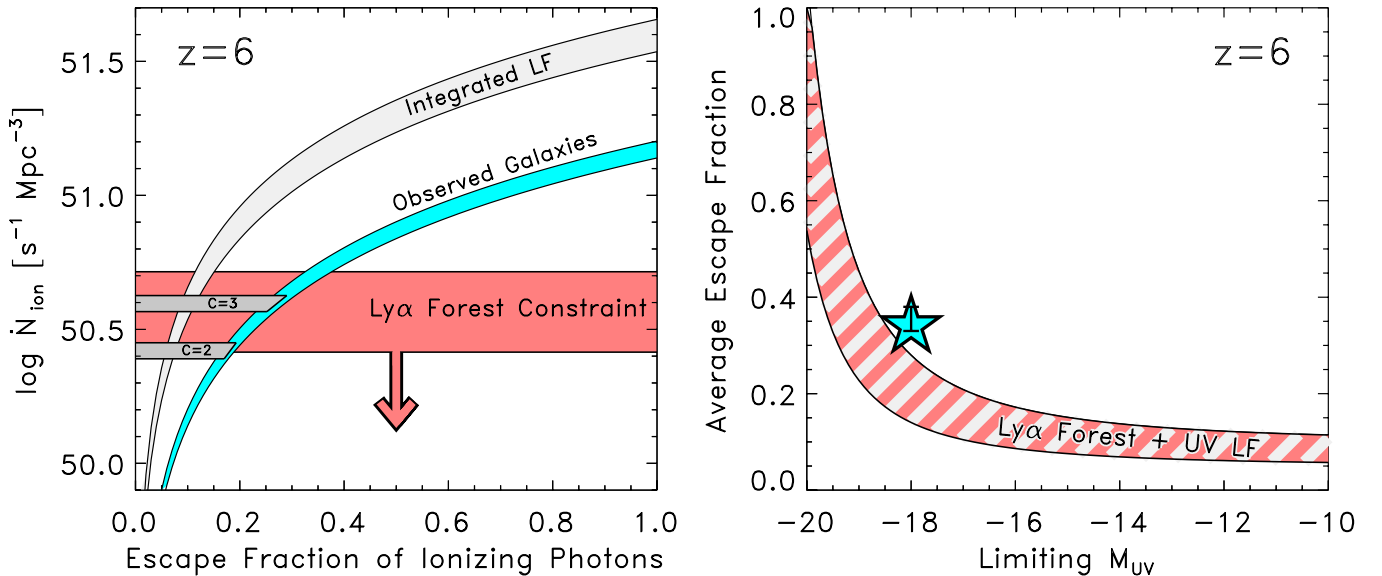 z=6
51.5
51.0
50.5
50.0
log Ṅion [s−1 Mpc−3]
Integrated LF
Observed Galaxies
Lyα Forest Constraint
C=3
C=2
0.0 0.2 0.4 0.6 0.8 1.0
Escape Fraction of Ionizing Photons
z=6
1.0
0.8
0.6
0.4
0.2
0.0
Average Escape Fraction
Lyα Forest + UV LF
−20 −18 −16 −14 −12 −10
Limiting MUV